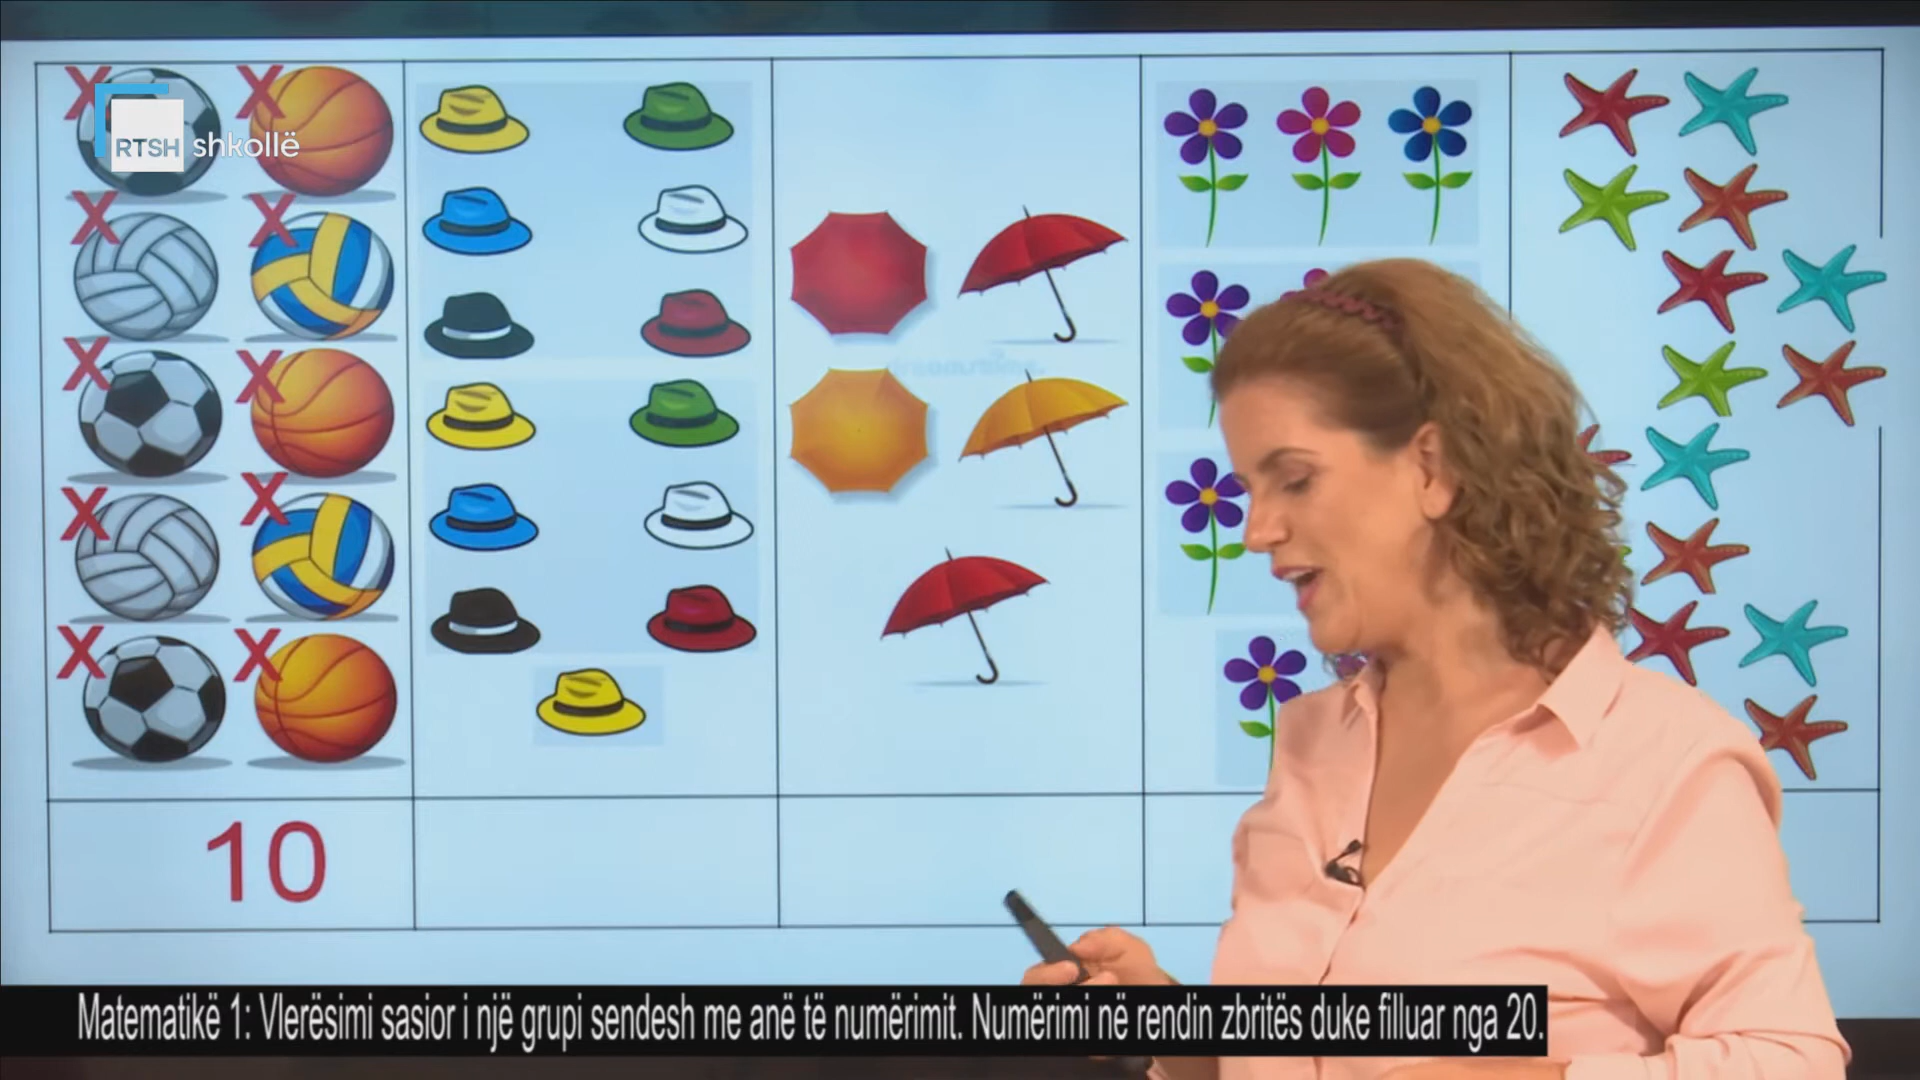 RTSH shkollë
X X
X X
X X
X X
X X
10
Matematikë 1: Vlerësimi sasior i një grupi sendesh me anë të numërimit. Numërimi në rendin zbritës duke filluar nga 20.